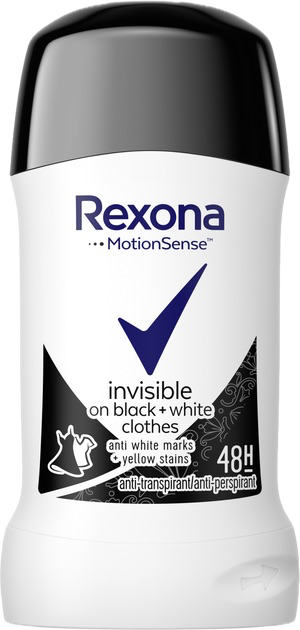 Rexona
MotionSense™
invisible
on black + white
clothes
anti white marks
+ yellow stains
48H
anti-transpirant/anti-perspirant